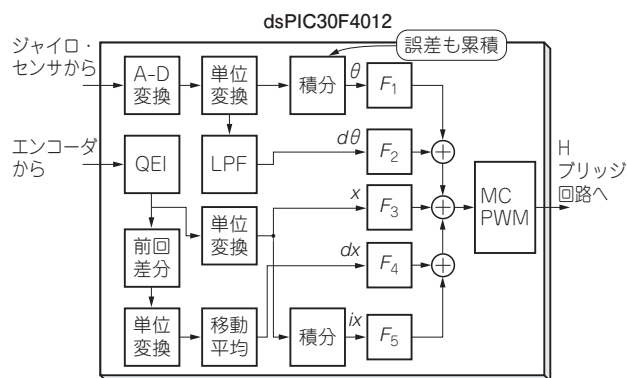 dsPIC30F4012
ジャイロ・
センサから
誤差も累積
A-D
変換
単位
変換
積分
θ
F1
エンコーダ
から
QEI
LPF
dθ
F2
H
ブリッジ
回路へ
単位
変換
x
F3
MC
PWM
前回
差分
dx
F4
単位
変換
移動
平均
積分
ix
F5